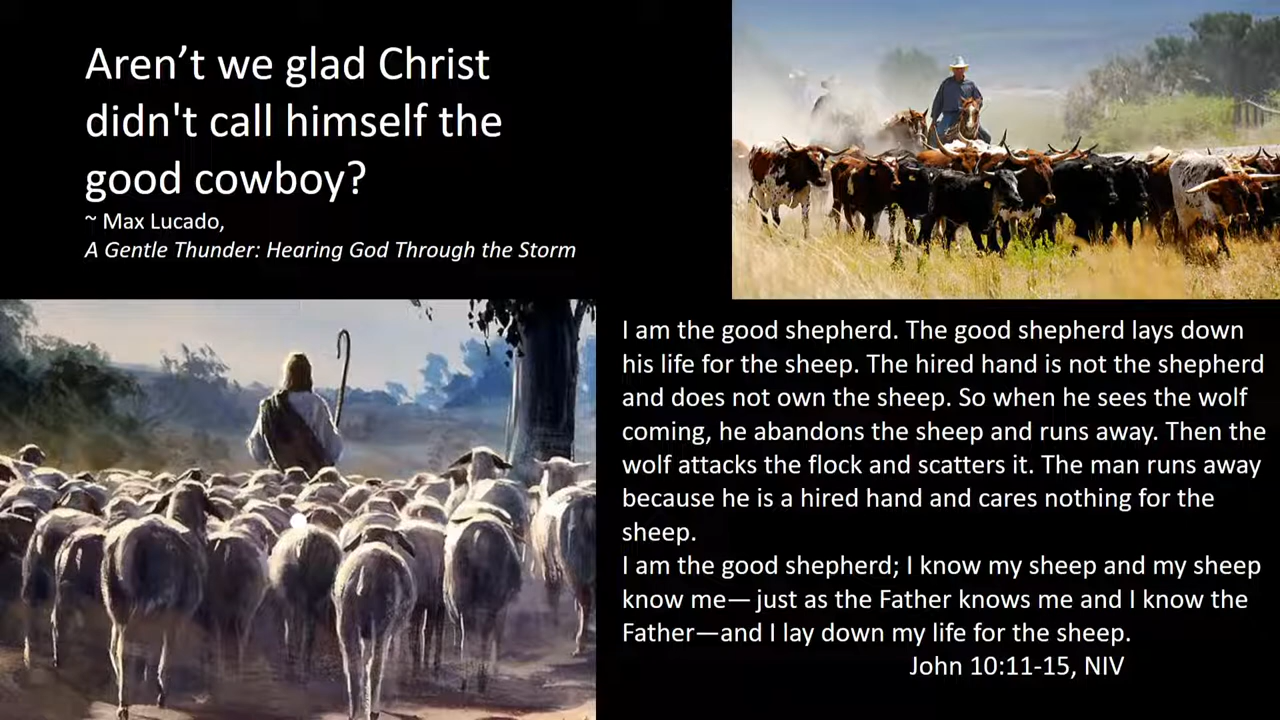 Aren’t we glad Christ
didn't call himself the
good cowboy?
~ Max Lucado,
A Gentle Thunder: Hearing God Through the Storm
I am the good shepherd. The good shepherd lays down
his life for the sheep. The hired hand is not the shepherd
and does not own the sheep. So when he sees the wolf
coming, he abandons the sheep and runs away. Then the
wolf attacks the flock and scatters it. The man runs away
because he is a hired hand and cares nothing for the
sheep.
I am the good shepherd; I know my sheep and my sheep
know me— just as the Father knows me and I know the
Father—and I lay down my life for the sheep.
John 10:11-15, NIV